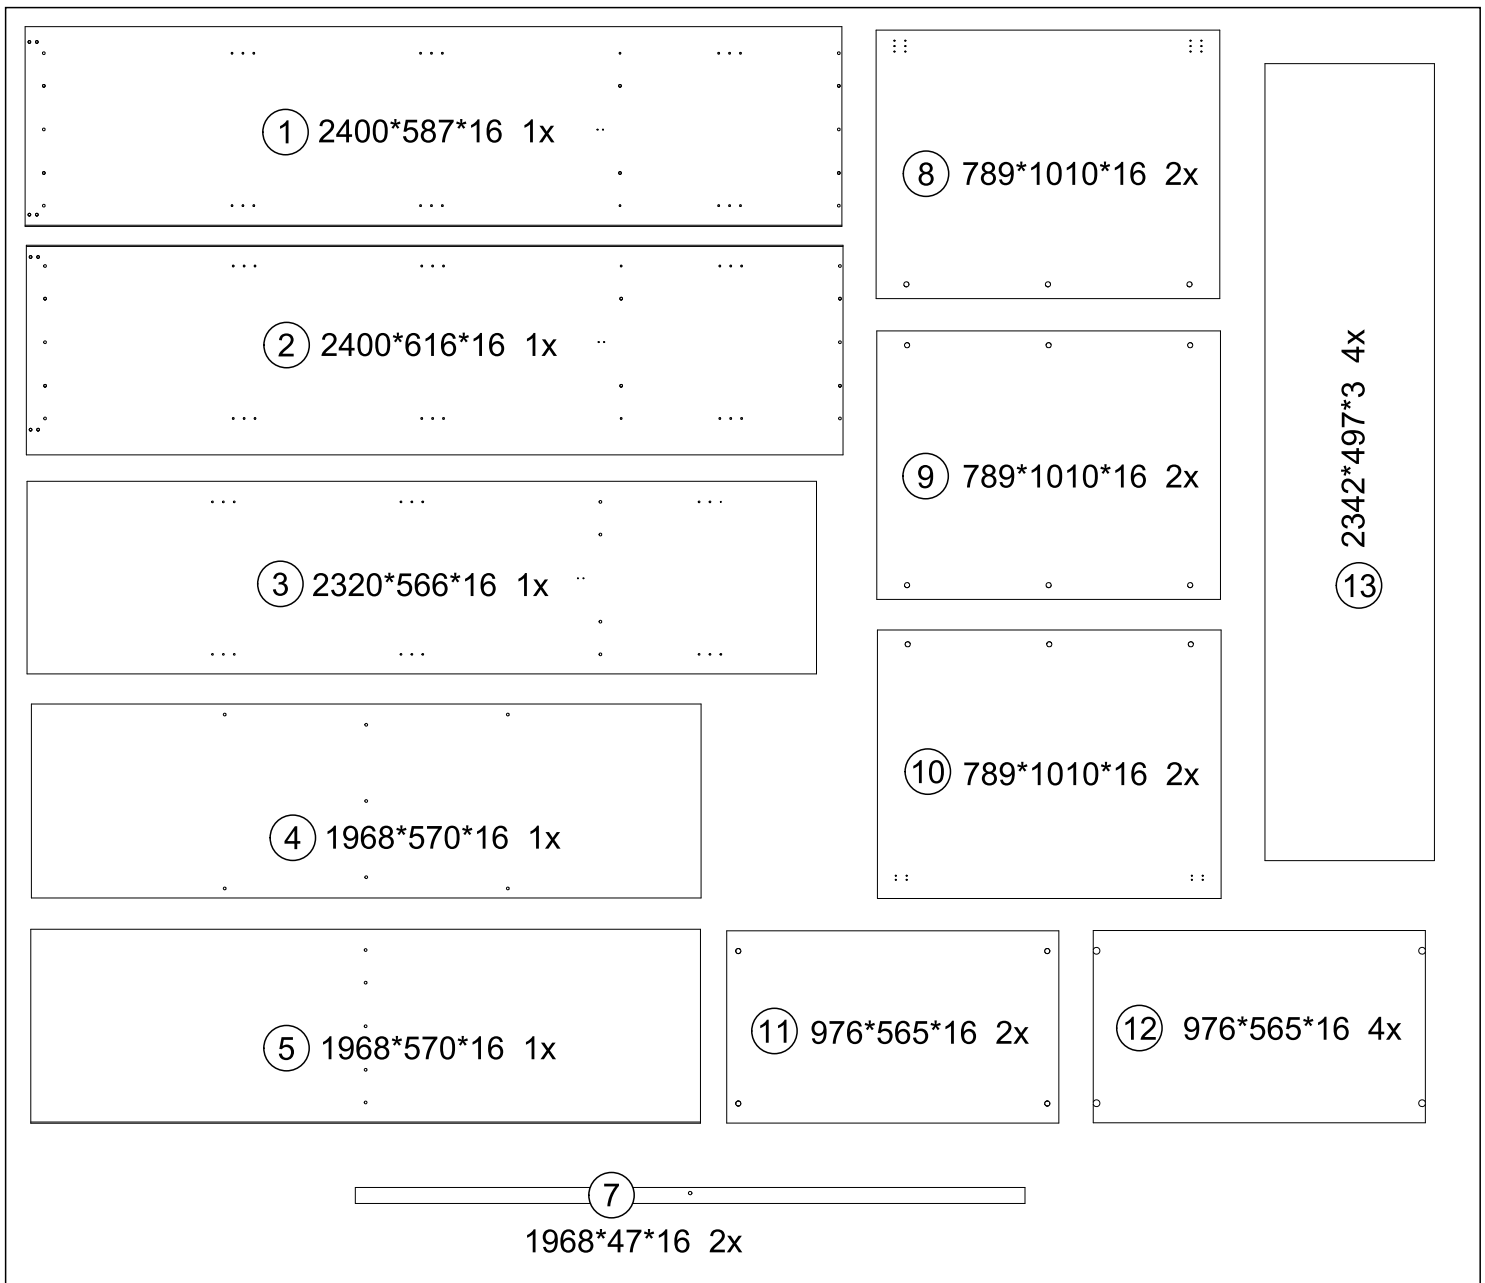 1 2400*587*16 1x
2 2400*616*16 1x
3 2320*566*16 1x
4 1968*570*16 1x
5 1968*570*16 1x
7
1968*47*16 2x
8 789*1010*16 2x
9 789*1010*16 2x
10 789*1010*16 2x
11 976*565*16 2x
12 976*565*16 4x
13 2342*497*3 4x